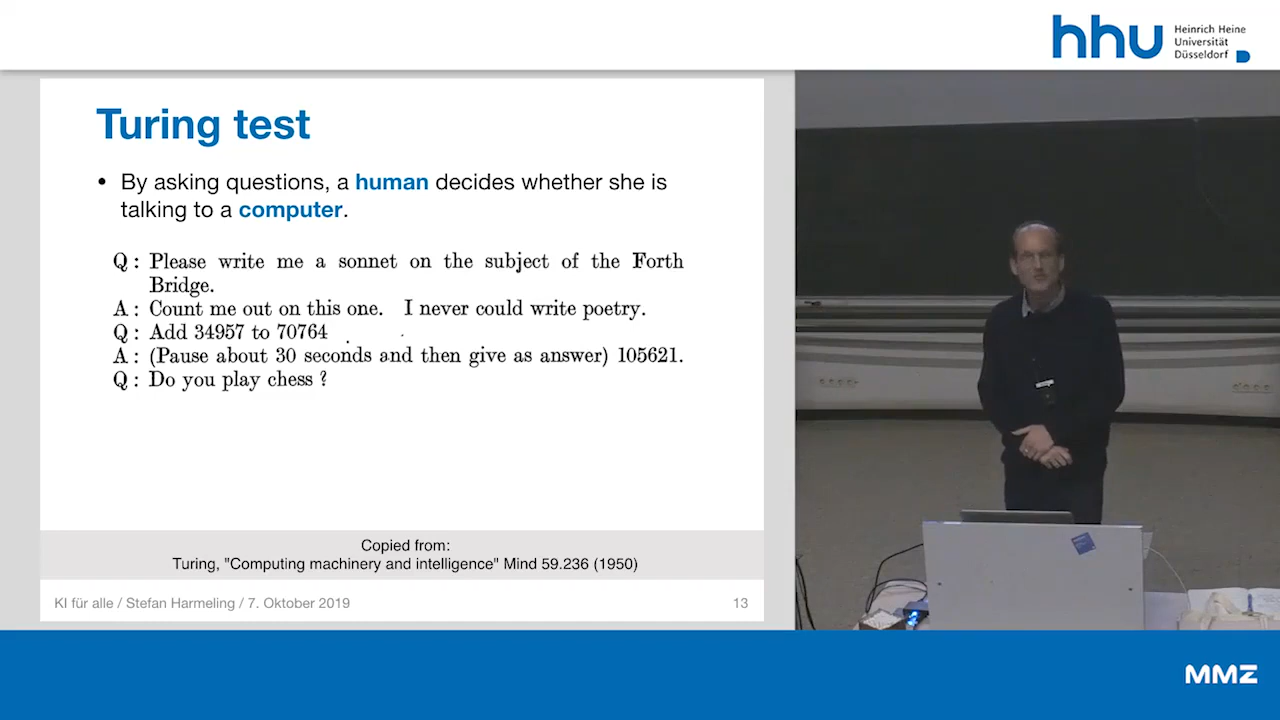 hhu
Heinrich Heine
Universität
Düsseldorf
Turing test
• By asking questions, a human decides whether she is
talking to a computer.
Q : Please write me a sonnet on the subject of the Forth
Bridge.
A : Count me out on this one. I never could write poetry.
Q : Add 34957 to 70764
A : (Pause about 30 seconds and then give as answer) 105621.
Q : Do you play chess ?
Copied from:
Turing, "Computing machinery and intelligence" Mind 59.236 (1950)
KI für alle / Stefan Harmeling / 7. Oktober 2019
13
MMZ